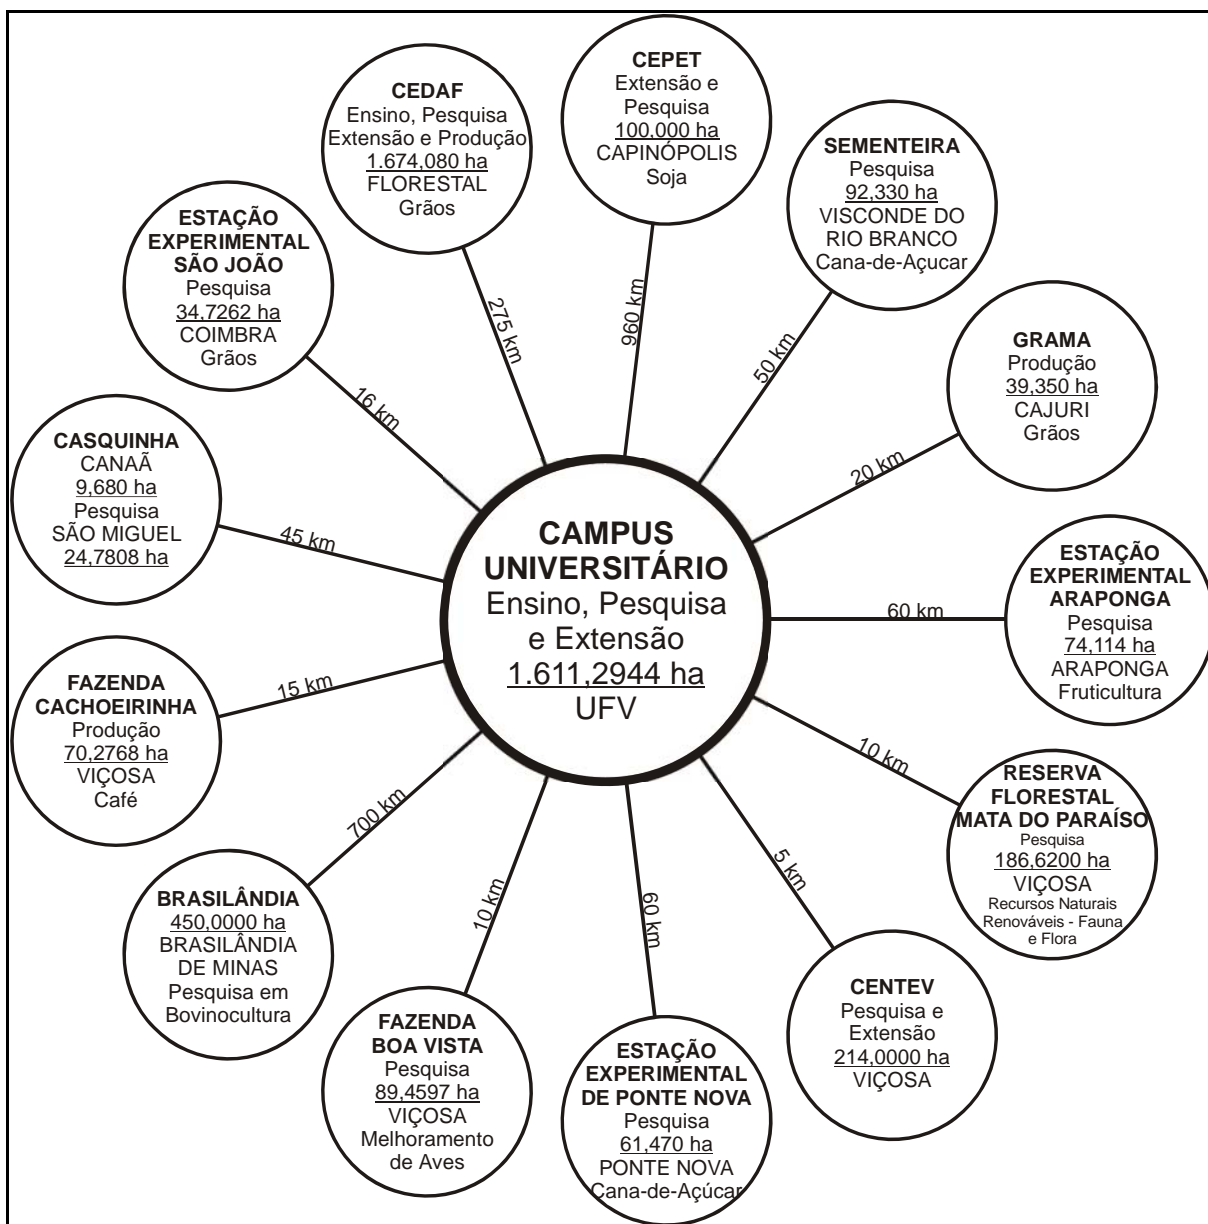 CEPET
Extensão e
Pesquisa
100,000 ha
CAPINÓPOLIS
Soja
CEDAF
Ensino, Pesquisa
Extensão e Produção
1.674,080 ha
FLORESTAL
Grãos
SEMENTEIRA
Pesquisa
92,330 ha
VISCONDE DO
RIO BRANCO
Cana-de-Açucar
ESTAÇÃO
EXPERIMENTAL
SÃO JOÃO
Pesquisa
34,7262 ha
COIMBRA
Grãos
GRAMA
Produção
39,350 ha
CAJURI
Grãos
275 km
960 km
50 km
16 km
20 km
CASQUINHA
CANAÃ
9,680 ha
Pesquisa
SÃO MIGUEL
24,7808 ha
45 km
CAMPUS
UNIVERSITÁRIO
Ensino, Pesquisa
e Extensão
1.611,2944 ha
UFV
60 km
ESTAÇÃO
EXPERIMENTAL
ARAPONGA
Pesquisa
74,114 ha
ARAPONGA
Fruticultura
FAZENDA
CACHOEIRINHA
Produção
70,2768 ha
VIÇOSA
Café
15 km
10 km
RESERVA
FLORESTAL
MATA DO PARAÍSO
Pesquisa
186,6200 ha
VIÇOSA
Recursos Naturais
Renováveis - Fauna
e Flora
700 km
10 km
60 km
5 km
BRASILÂNDIA
450,0000 ha
BRASILÂNDIA
DE MINAS
Pesquisa em
Bovinocultura
FAZENDA
BOA VISTA
Pesquisa
89,4597 ha
VIÇOSA
Melhoramento
de Aves
ESTAÇÃO
EXPERIMENTAL
DE PONTE NOVA
Pesquisa
61,470 ha
PONTE NOVA
Cana-de-Açúcar
CENTEV
Pesquisa e
Extensão
214,0000 ha
VIÇOSA